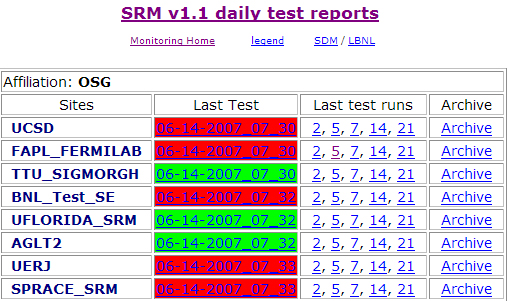 SRM v1.1 daily test reports
Monitoring Home legend SDM / LBNL
Affiliation: OSG
Sites Last Test Last test runs Archive
UCSD 06-14-2007_07_30 2, 5, 7, 14, 21 Archive
FAPL_FERMILAB 06-14-2007_07_30 2, 5, 7, 14, 21 Archive
TTU_SIGMORGH 06-14-2007_07_30 2, 5, 7, 14, 21 Archive
BNL_Test_SE 06-14-2007_07_32 2, 5, 7, 14, 21 Archive
UFLORIDA_SRM 06-14-2007_07_32 2, 5, 7, 14, 21 Archive
AGLT2 06-14-2007_07_32 2, 5, 7, 14, 21 Archive
UERJ 06-14-2007_07_33 2, 5, 7, 14, 21 Archive
SPRACE_SRM 06-14-2007_07_33 2, 5, 7, 14, 21 Archive